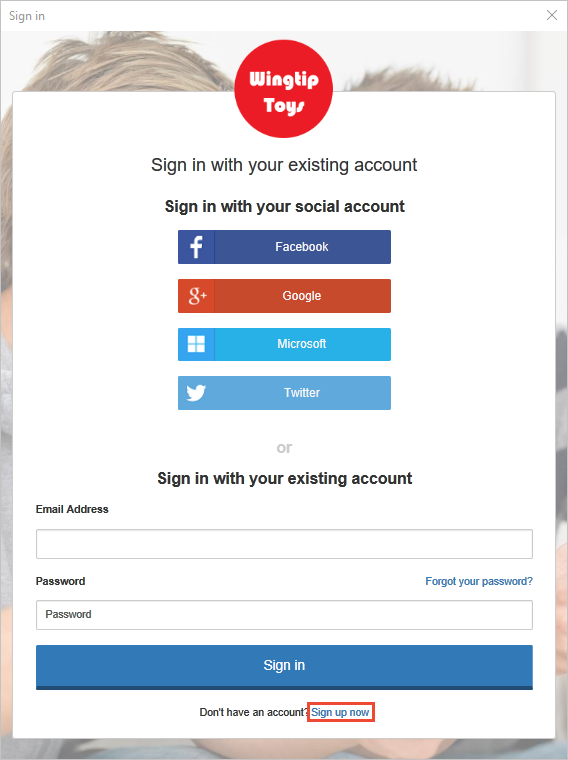 Sign in
Wingtip
Toys
Sign in with your existing account
Sign in with your social account
Facebook
g+ Google
Microsoft
Twitter
or
Sign in with your existing account
Email Address
Password Forgot your password?
Password
Sign in
Don't have an account? Sign up now